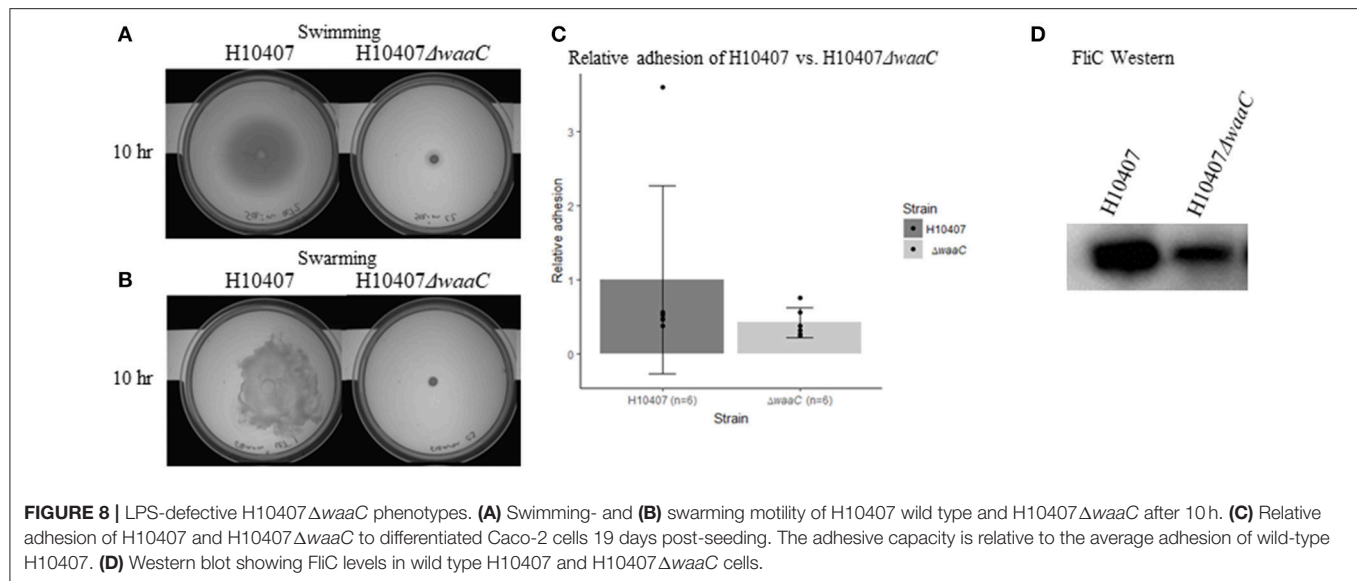 A
Swimming
H10407 H10407ΔwaaC
10 hr
B
Swarming
H10407 H10407ΔwaaC
10 hr
C
Relative adhesion of H10407 vs. H10407ΔwaaC
Relative adhesion
3
2
1
0
H10407 (n=6) ΔwaaC (n=6)
Strain
Strain
H10407
ΔwaaC
D
FliC Western
H10407 H10407ΔwaaC
FIGURE 8 | LPS-defective H10407ΔwaaC phenotypes. (A) Swimming- and (B) swarming motility of H10407 wild type and H10407ΔwaaC after 10 h. (C) Relative
adhesion of H10407 and H10407ΔwaaC to differentiated Caco-2 cells 19 days post-seeding. The adhesive capacity is relative to the average adhesion of wild-type
H10407. (D) Western blot showing FliC levels in wild type H10407 and H10407ΔwaaC cells.